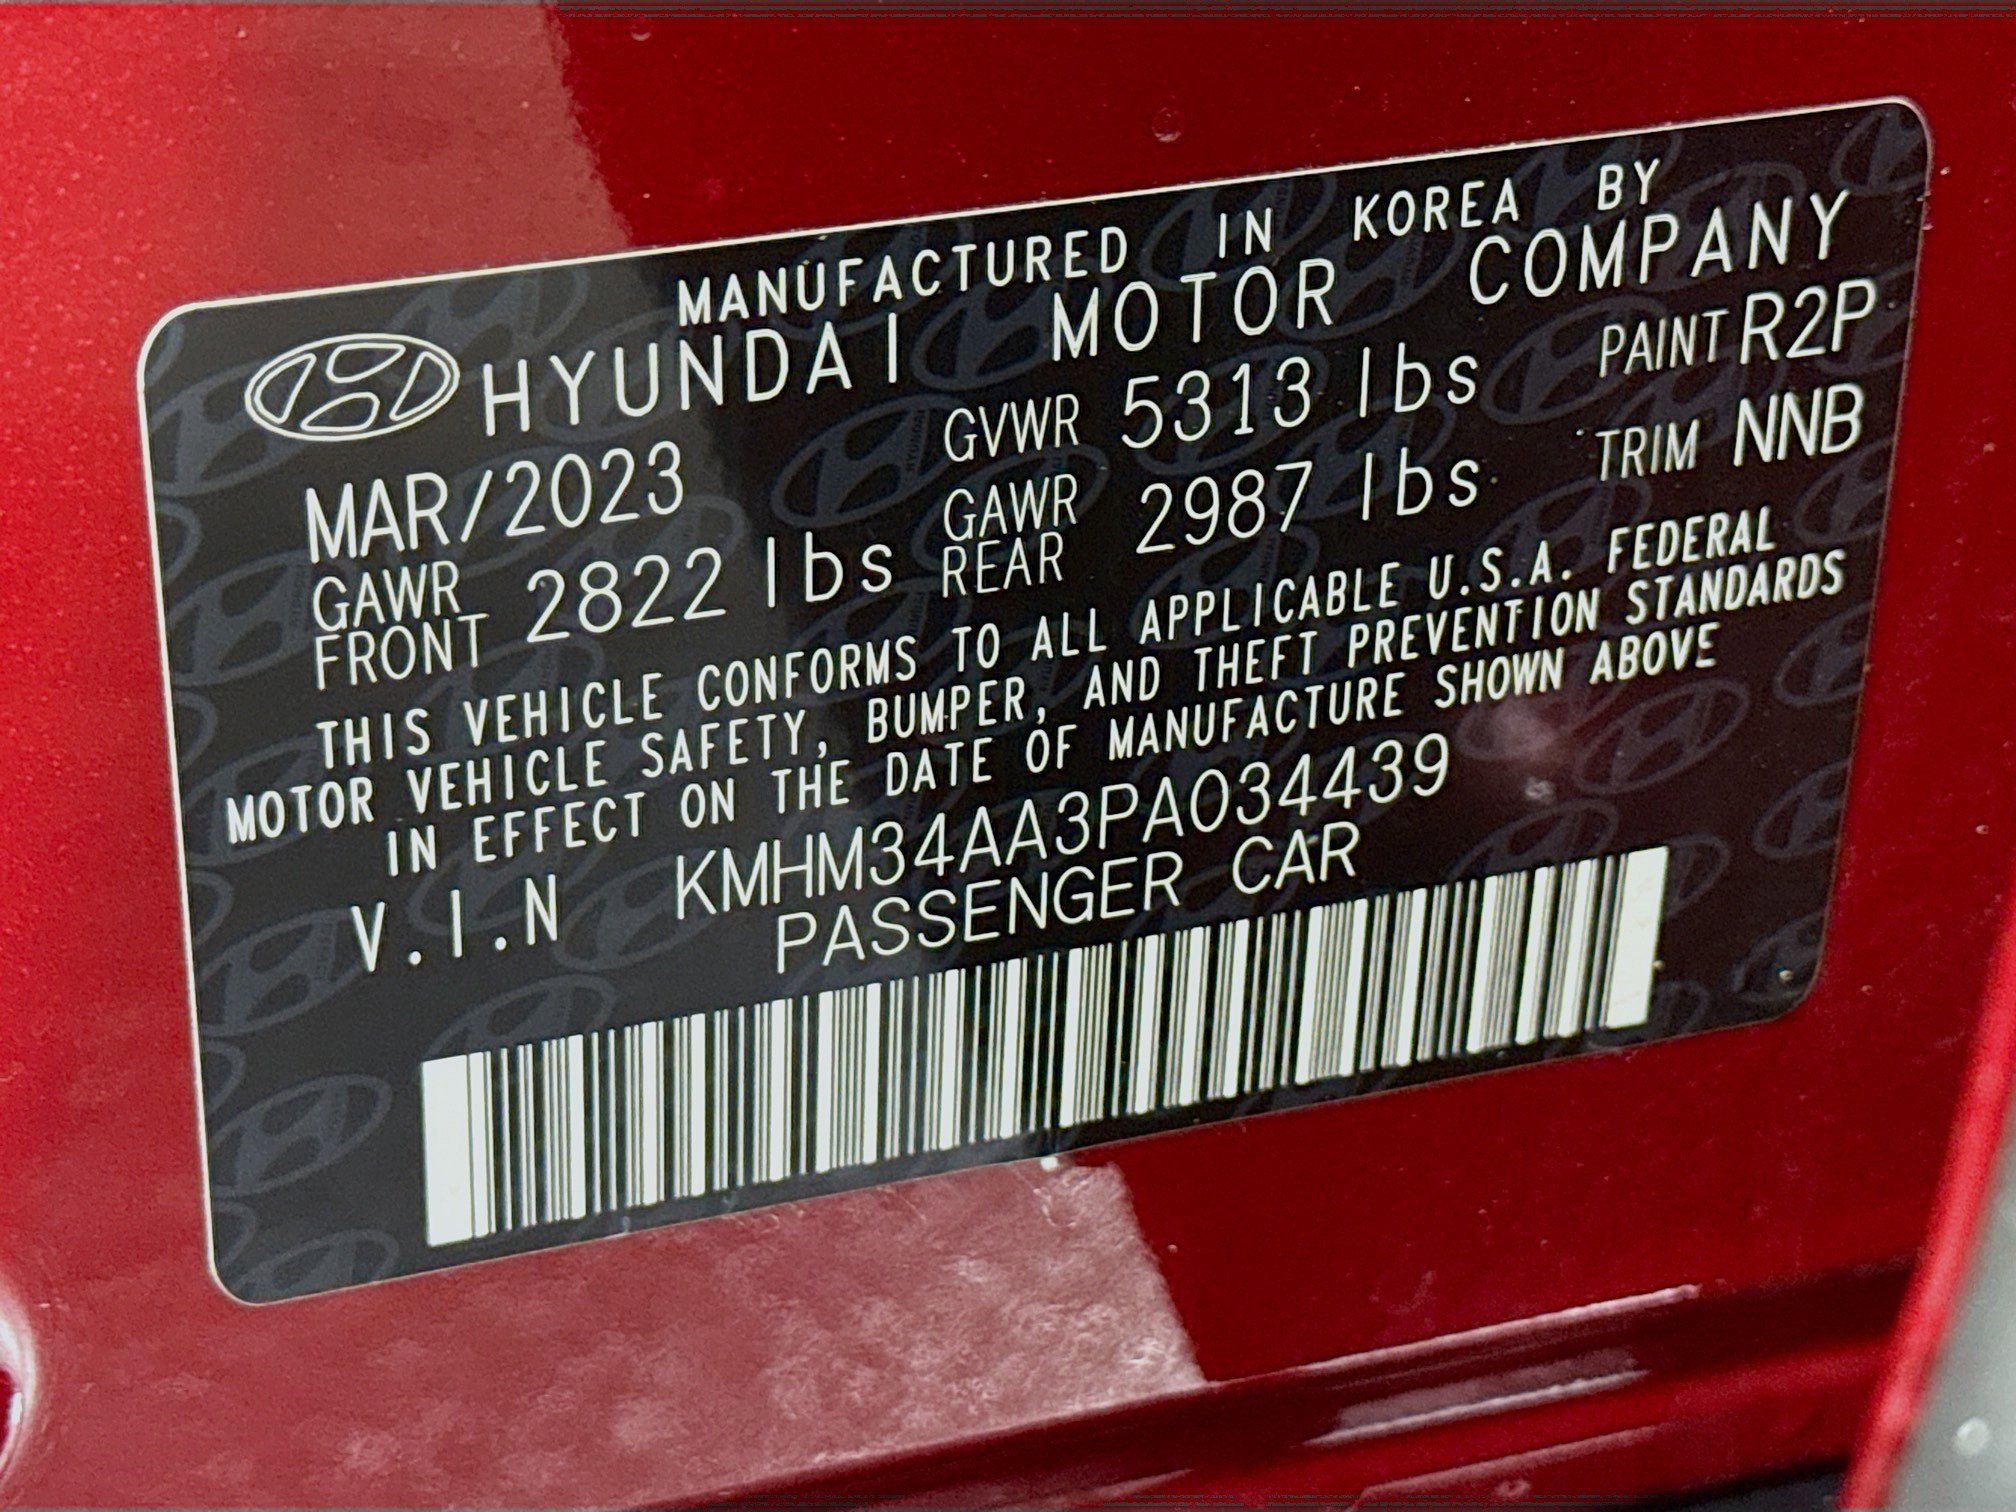 MANUFACTURED IN KOREA BY
HYUNDAI MOTOR COMPANY
MAR/2023 GVWR 5313 lbs PAINT R2P
GAWR FRONT 2822 lbs GAWR REAR 2987 lbs TRIM NNB
THIS VEHICLE CONFORMS TO ALL APPLICABLE U.S.A. FEDERAL
MOTOR VEHICLE SAFETY, BUMPER, AND THEFT PREVENTION STANDARDS
IN EFFECT ON THE DATE OF MANUFACTURE SHOWN ABOVE
V.I.N KMHM34AA3PA034439
PASSENGER CAR